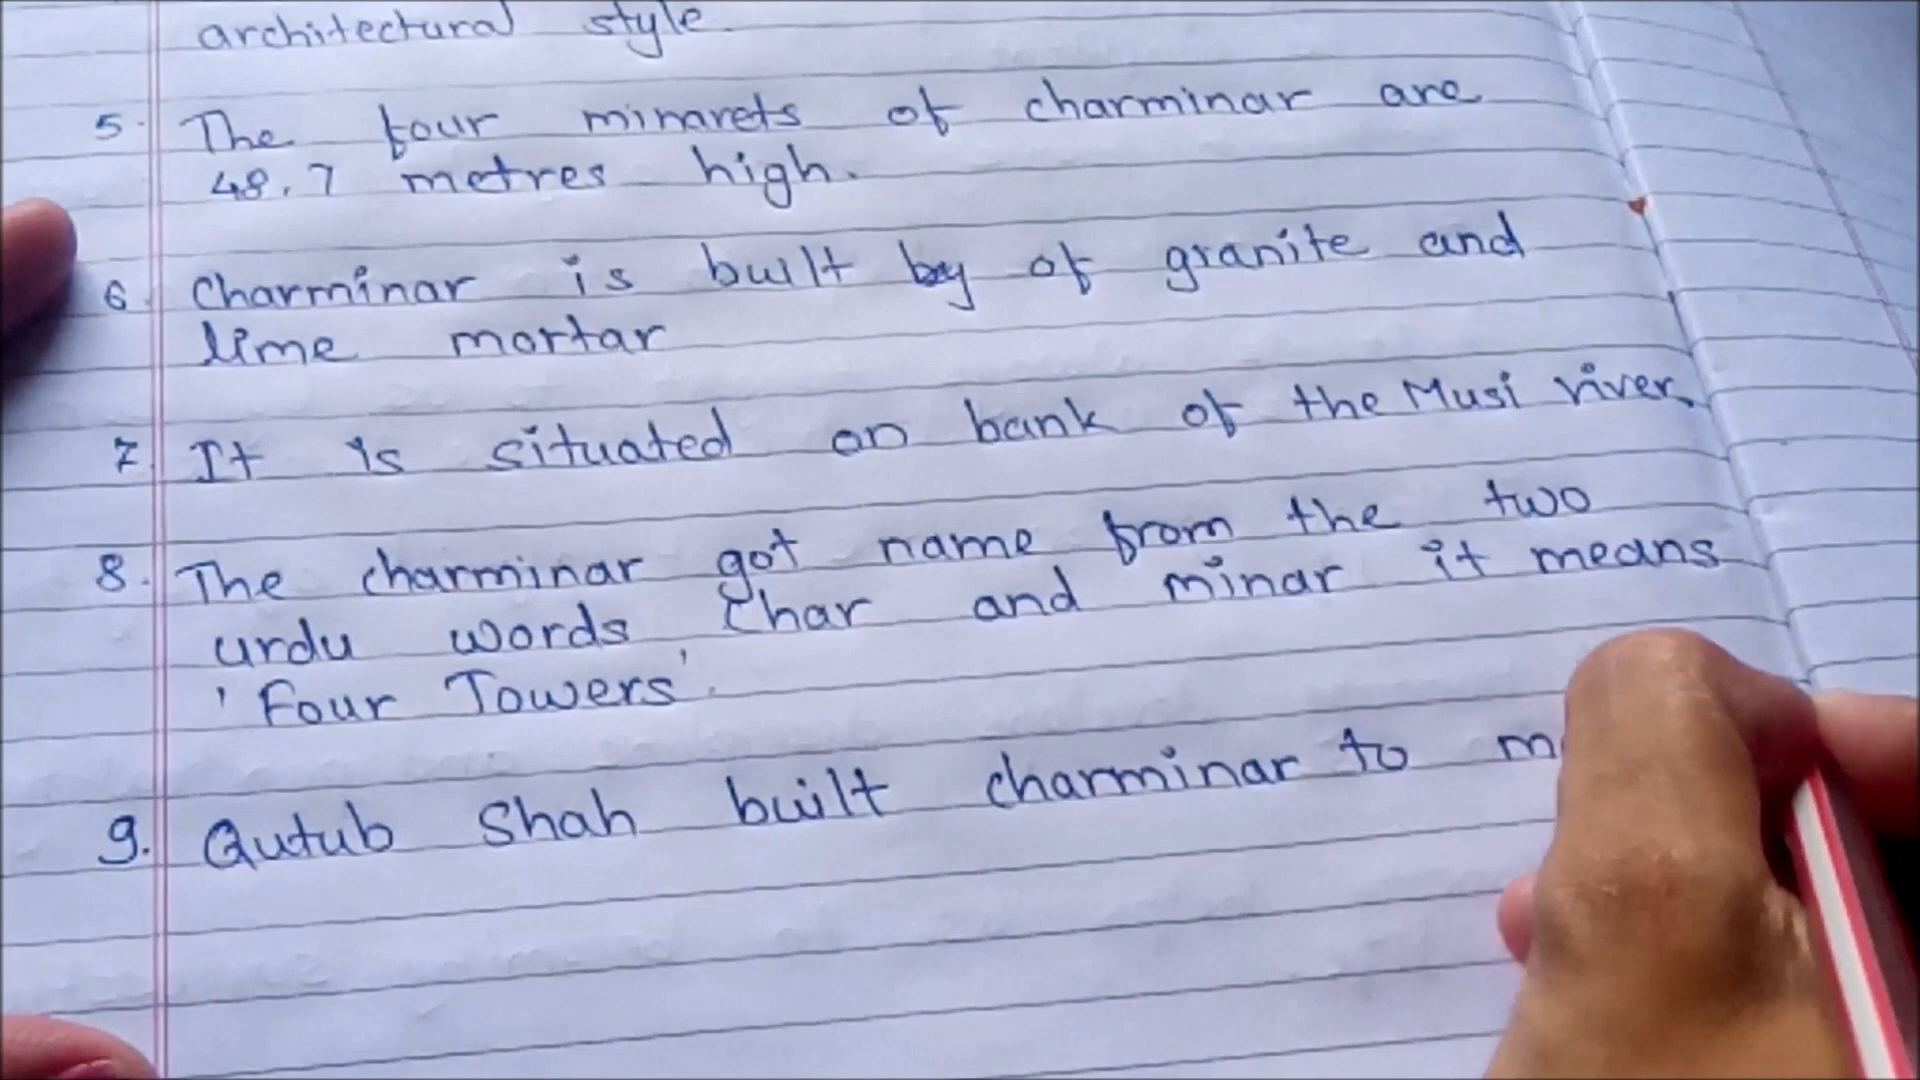 architectural style.
5. The four minarets of charminar are
48.7 metres high.
6. Charminar is built by of granite and
lime mortar
7. It is situated on bank of the Musi river.
8. The charminar got name from the two
urdu words Char and minar it means
'Four Towers'.
9. Qutub Shah built charminar to